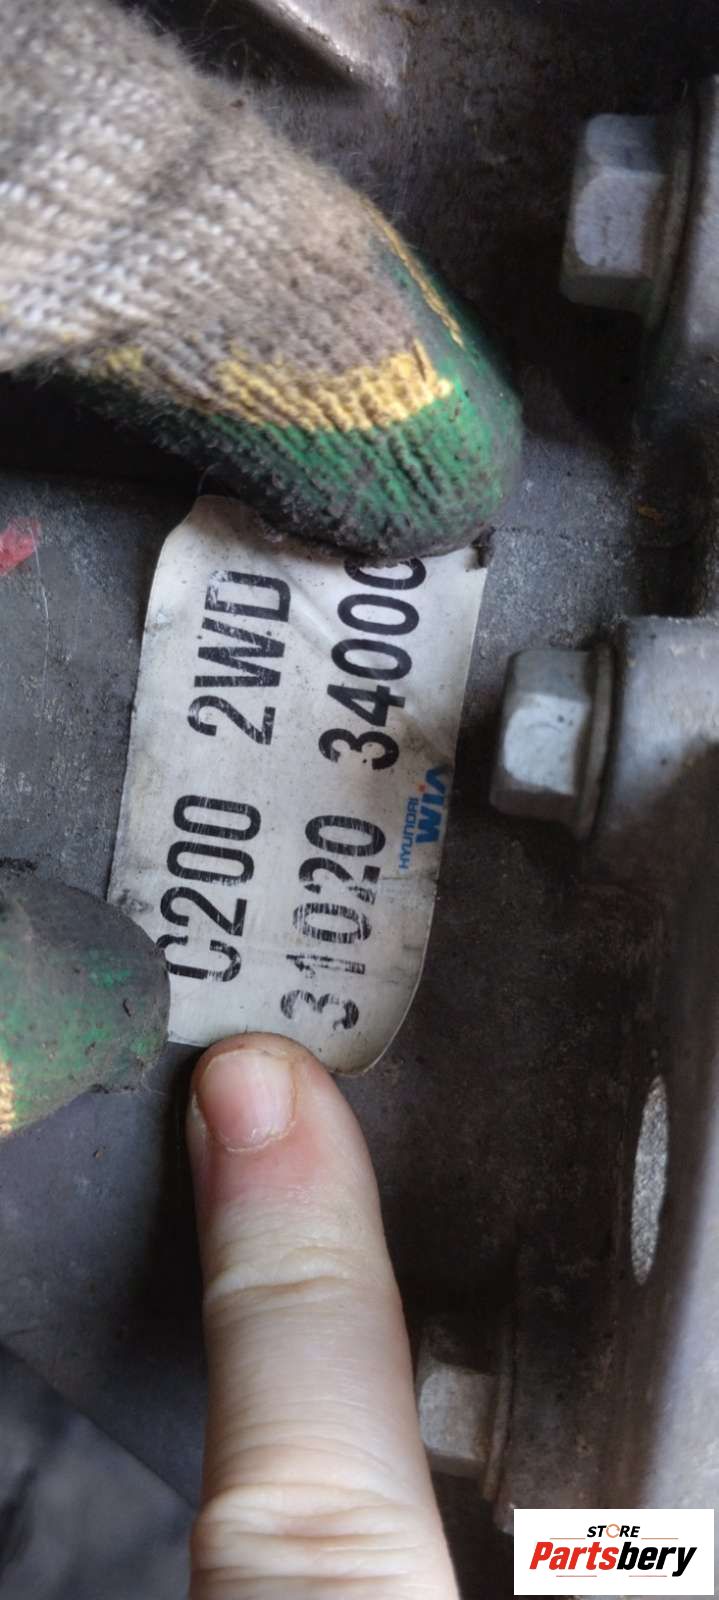 C200 2WD
31020 34000
HYUNDAI
WIA
STORE
Partsbery